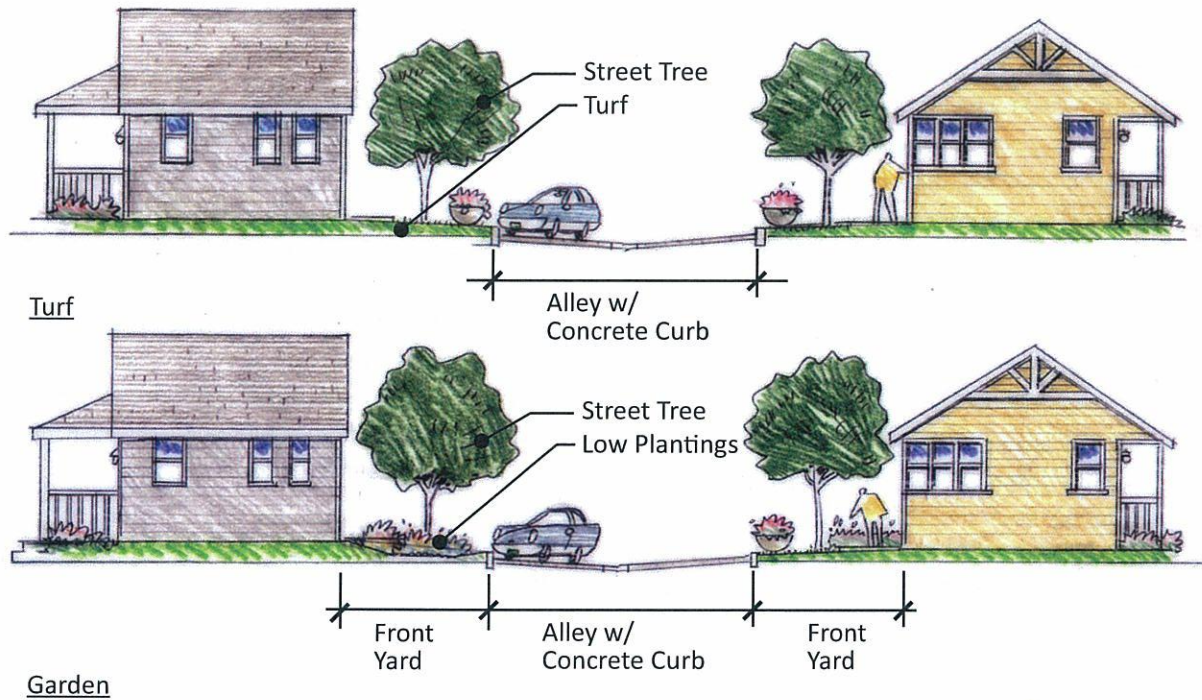 Street Tree
Turf
Alley w/
Concrete Curb
Turf
Street Tree
Low Plantings
Front
Yard
Alley w/
Concrete Curb
Front
Yard
Garden